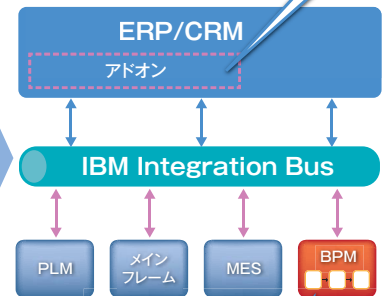 ERP/CRM
アドオン
IBM Integration Bus
PLM
メイン
フレーム
MES
BPM